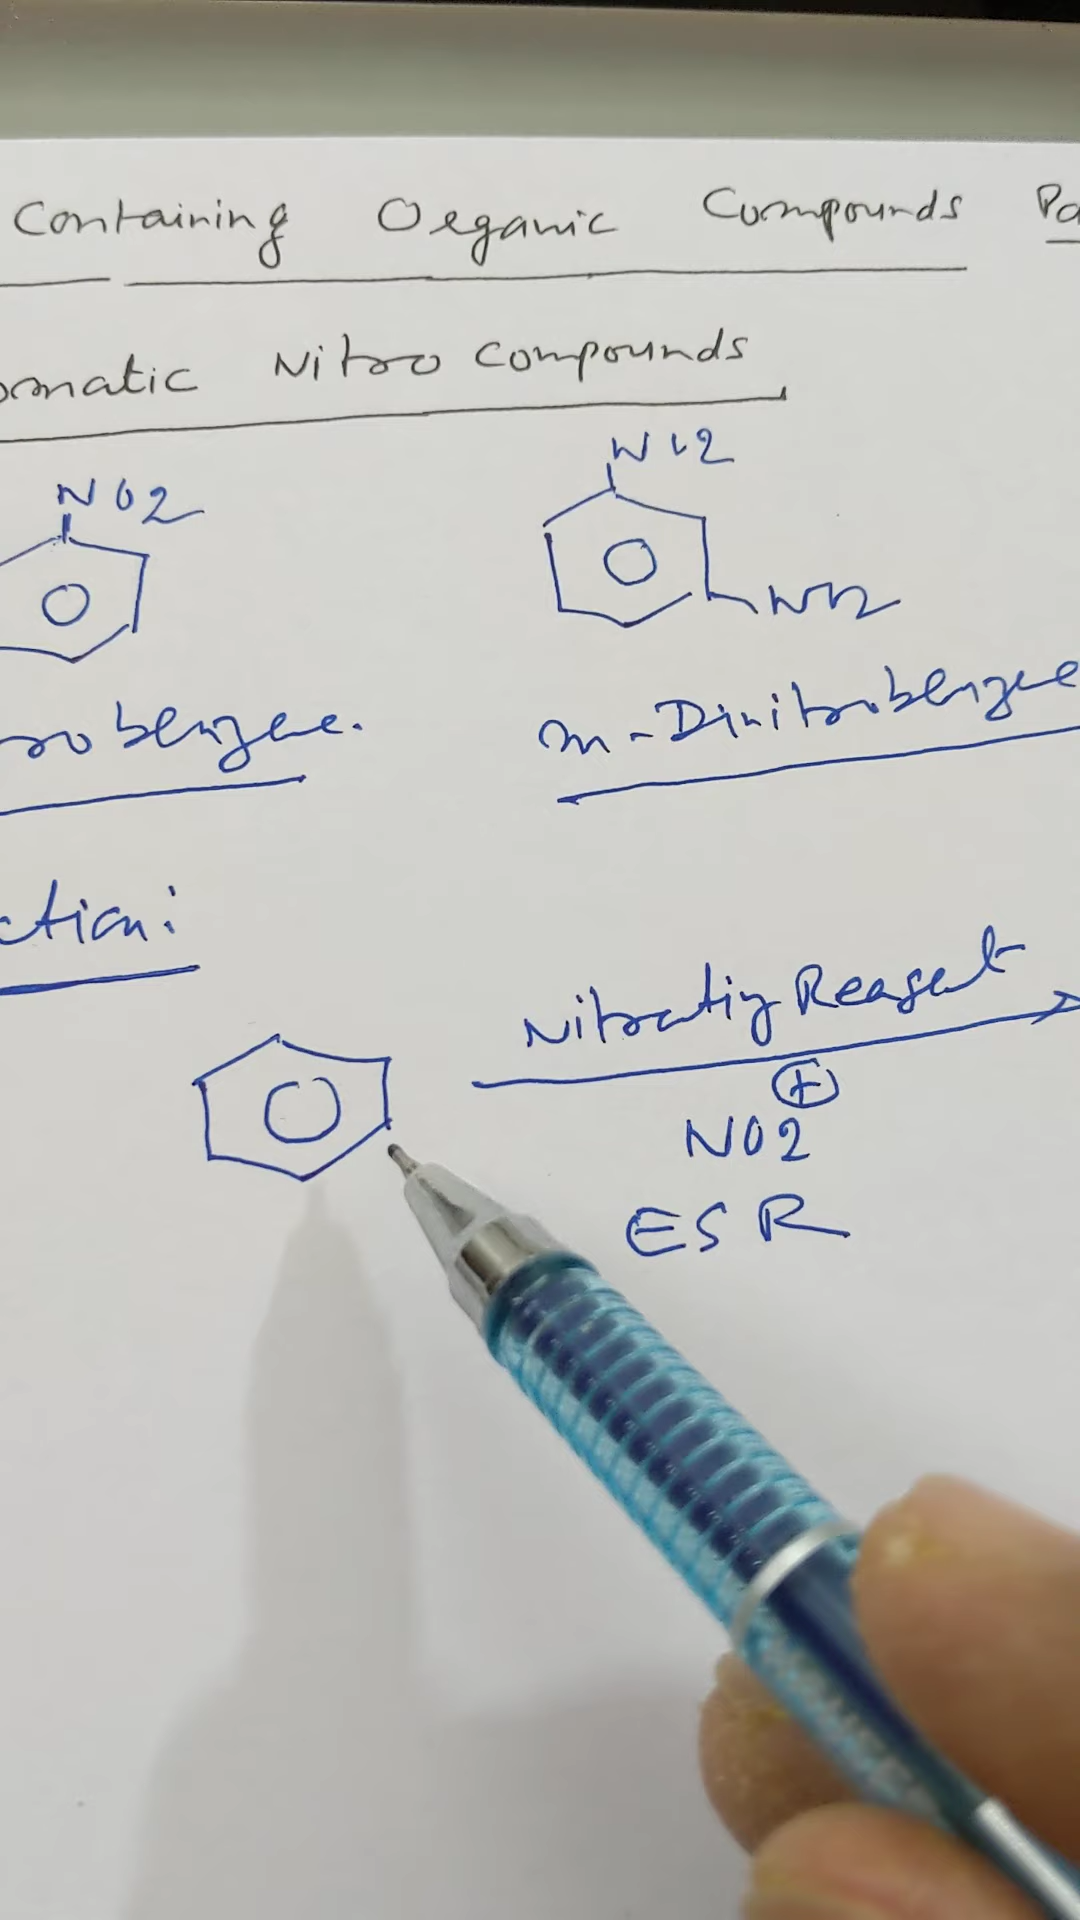 Containing Organic Compounds
omatic Nitro compounds
NO2
NO2
NO2
robenzene.
m-Dinitrobenzene
ction:
Nitrating Reagent
+
NO2
ESR